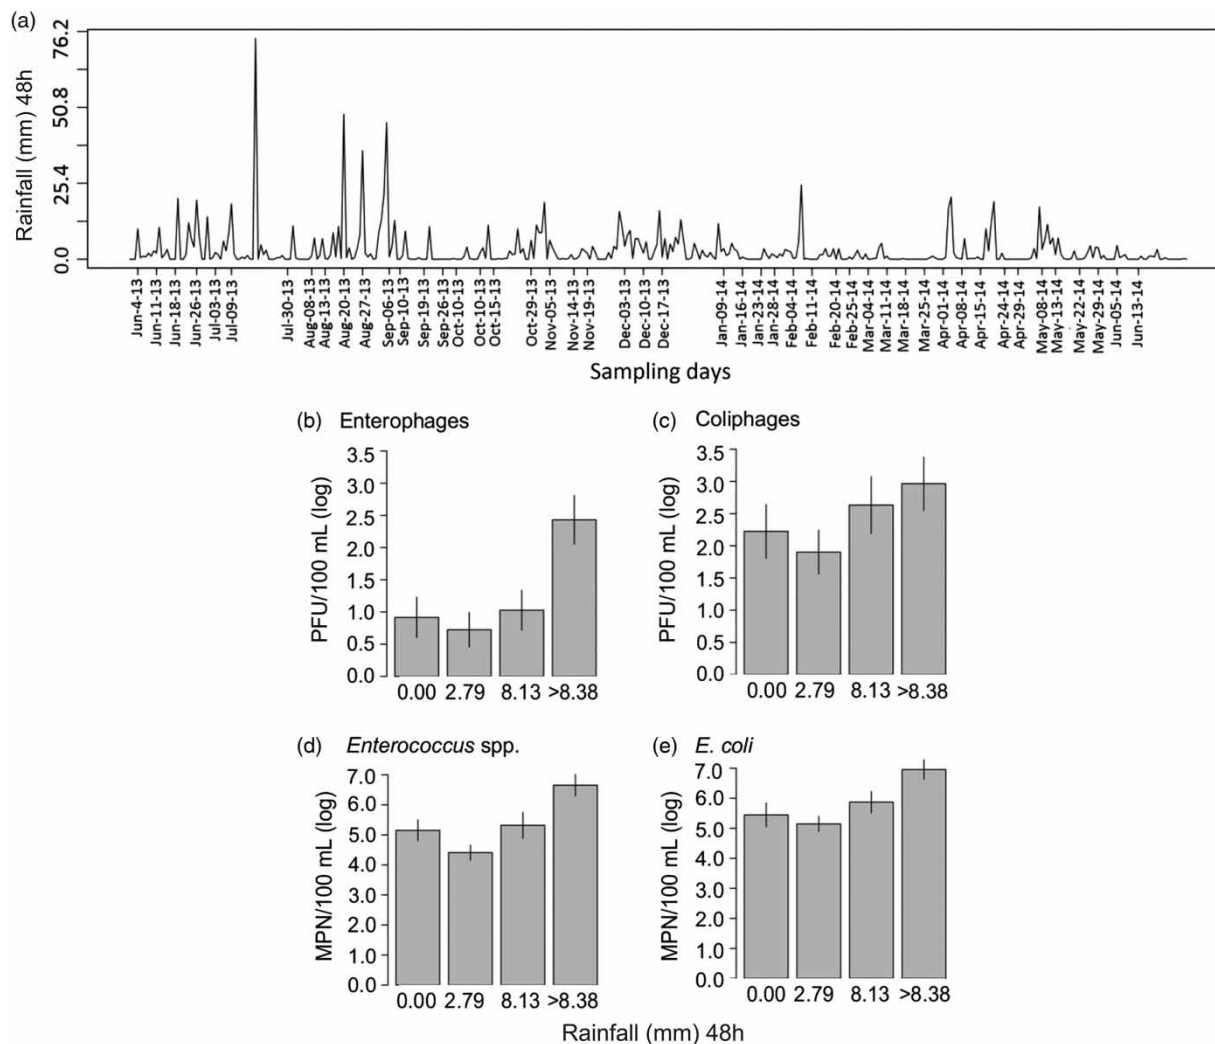 (a)
Rainfall (mm) 48h
76.2
50.8
25.4
0.0
Jun-4-13
Jun-11-13
Jun-18-13
Jun-26-13
Jul-03-13
Jul-09-13
Jul-30-13
Aug-08-13
Aug-13-13
Aug-20-13
Aug-27-13
Sep-06-13
Sep-10-13
Sep-19-13
Sep-26-13
Oct-10-13
Oct-10-13
Oct-15-13
Oct-29-13
Nov-05-13
Nov-14-13
Nov-19-13
Dec-03-13
Dec-10-13
Dec-17-13
Jan-09-14
Jan-16-14
Jan-23-14
Jan-28-14
Feb-04-14
Feb-11-14
Feb-20-14
Feb-25-14
Mar-04-14
Mar-11-14
Mar-18-14
Mar-25-14
Apr-01-14
Apr-08-14
Apr-15-14
Apr-24-14
Apr-29-14
May-08-14
May-13-14
May-22-14
May-29-14
Jun-05-14
Jun-13-14
Sampling days
(b) Enterophages
PFU/100 mL (log)
3.5
3.0
2.5
2.0
1.5
1.0
0.5
0.0
0.00 2.79 8.13 >8.38
(c) Coliphages
PFU/100 mL (log)
3.5
3.0
2.5
2.0
1.5
1.0
0.5
0.0
0.00 2.79 8.13 >8.38
(d) Enterococcus spp.
MPN/100 mL (log)
7.0
6.0
5.0
4.0
3.0
2.0
1.0
0.0
0.00 2.79 8.13 >8.38
(e) E. coli
MPN/100 mL (log)
7.0
6.0
5.0
4.0
3.0
2.0
1.0
0.0
0.00 2.79 8.13 >8.38
Rainfall (mm) 48h